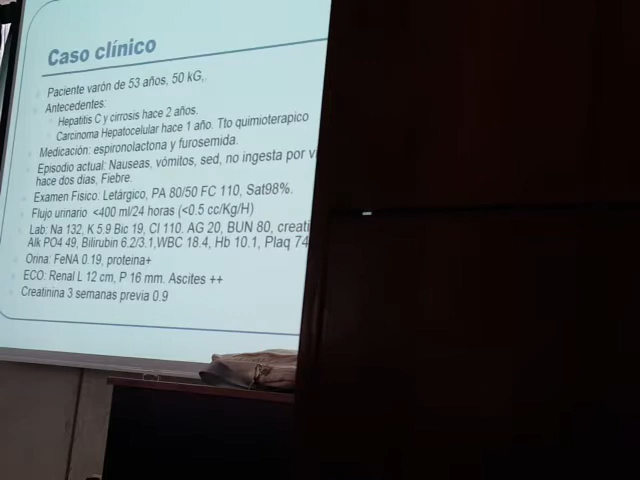 Caso clínico
Paciente varón de 53 años, 50 kG,.
Antecedentes:
Hepatitis C y cirrosis hace 2 años.
Carcinoma Hepatocelular hace 1 año. Tto quimioterapico
Medicación: espironolactona y furosemida.
Episodio actual: Nauseas, vómitos, sed, no ingesta por
hace dos días, Fiebre.
Examen Fisico: Letárgico, PA 80/50 FC 110, Sat98%.
Flujo urinario <400 ml/24 horas (<0.5 cc/Kg/H)
Lab: Na 132, K 5.9 Bic 19, Cl 110. AG 20, BUN 80, creati
Alk PO4 49, Bilirubin 6.2/3.1,WBC 18.4, Hb 10.1, Plaq 74
Orina: FeNA 0.19, proteina+
ECO: Renal L 12 cm, P 16 mm. Ascites ++
Creatinina 3 semanas previa 0.9